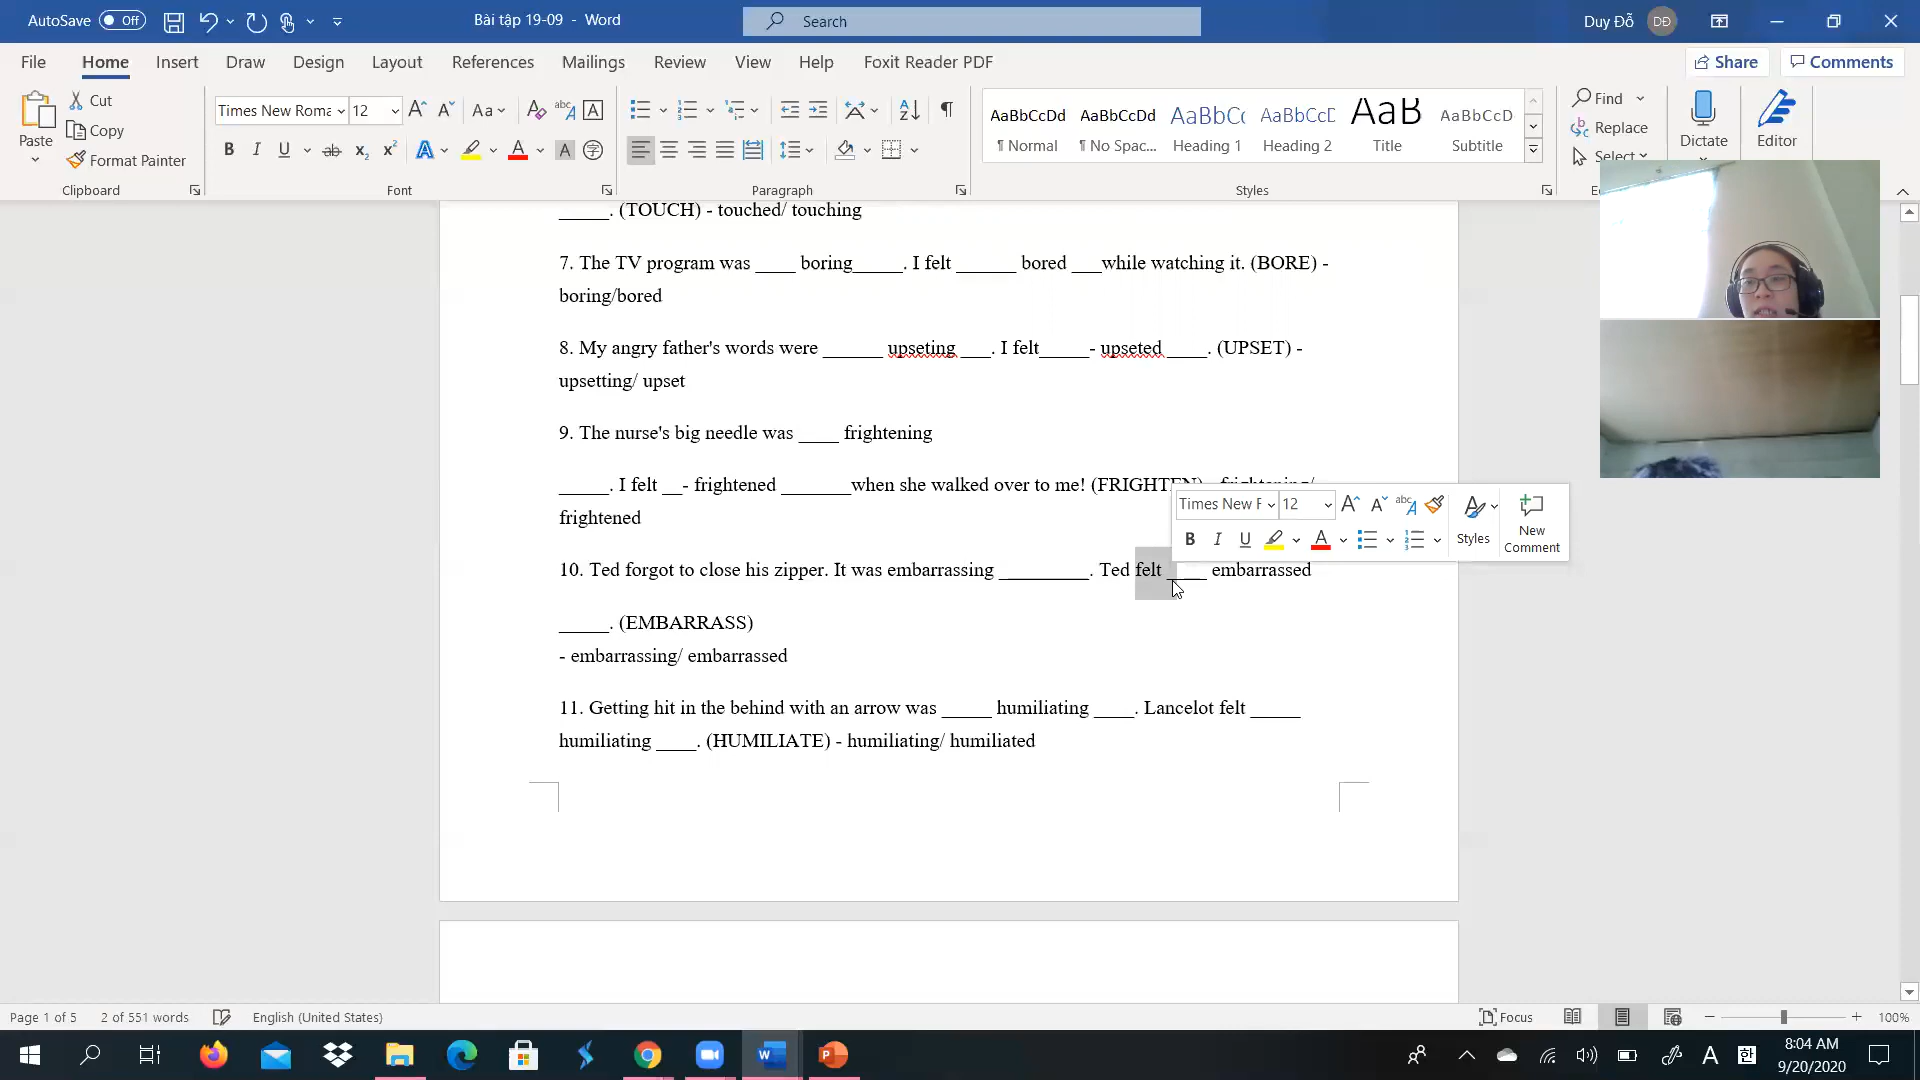 AutoSave Off Bài tập 19-09 - Word Search Duy Đỗ DĐ
File Home Insert Draw Design Layout References Mailings Review View Help Foxit Reader PDF Share Comments
Paste Cut Copy Format Painter Clipboard
Times New Roma 12 Aa Font
Paragraph
AaBbCcDd AaBbCcDd AaBbCc AaBbCcD AaB AaBbCcD
¶ Normal ¶ No Spac... Heading 1 Heading 2 Title Subtitle
Styles
Find Replace Select Dictate Editor
_____. (TOUCH) - touched/ touching
7. The TV program was ____ boring_____. I felt ______ bored ___while watching it. (BORE) -
boring/bored
8. My angry father's words were ______ upseting ___. I felt_____- upseted ____. (UPSET) -
upsetting/ upset
9. The nurse's big needle was ____ frightening
_____. I felt __- frightened _______when she walked over to me! (FRIGHTEN) - frightening/
frightened
Times New F 12 Styles New Comment
10. Ted forgot to close his zipper. It was embarrassing _________. Ted felt ____ embarrassed
_____. (EMBARRASS)
- embarrassing/ embarrassed
11. Getting hit in the behind with an arrow was _____ humiliating ____. Lancelot felt _____
humiliating ____. (HUMILIATE) - humiliating/ humiliated
Page 1 of 5 2 of 551 words English (United States) Focus 100%
A 한 8:04 AM
9/20/2020